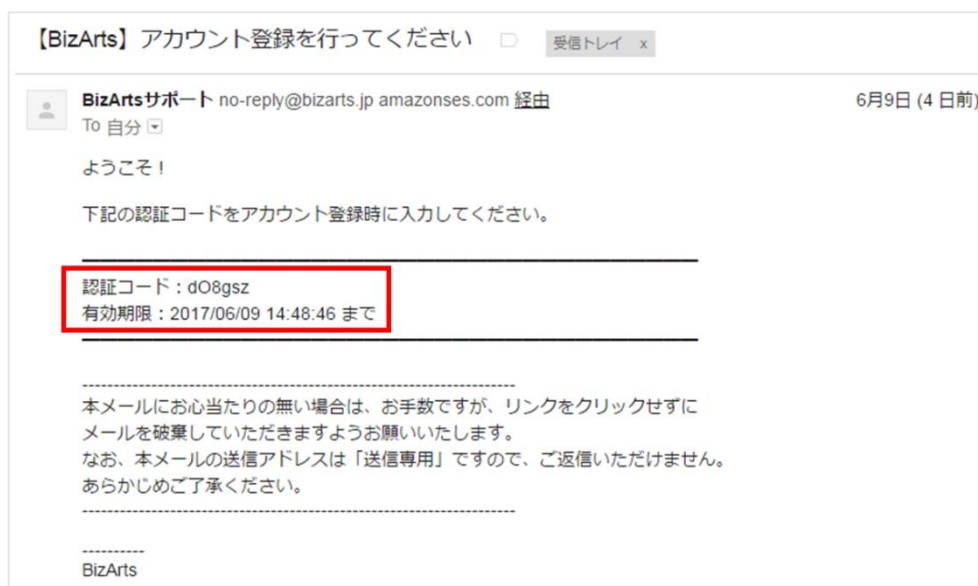 【BizArts】アカウント登録を行ってください 受信トレイ x
BizArtsサポート no-reply@bizarts.jp amazonses.com 経由 6月9日 (4 日前)
To 自分
ようこそ！
下記の認証コードをアカウント登録時に入力してください。
認証コード：dO8gsz
有効期限：2017/06/09 14:48:46 まで
----------------------------------------------------------------------
本メールにお心当たりの無い場合は、お手数ですが、リンクをクリックせずに
メールを破棄していただきますようお願いいたします。
なお、本メールの送信アドレスは「送信専用」ですので、ご返信いただけません。
あらかじめご了承ください。
----------------------------------------------------------------------
----------
BizArts